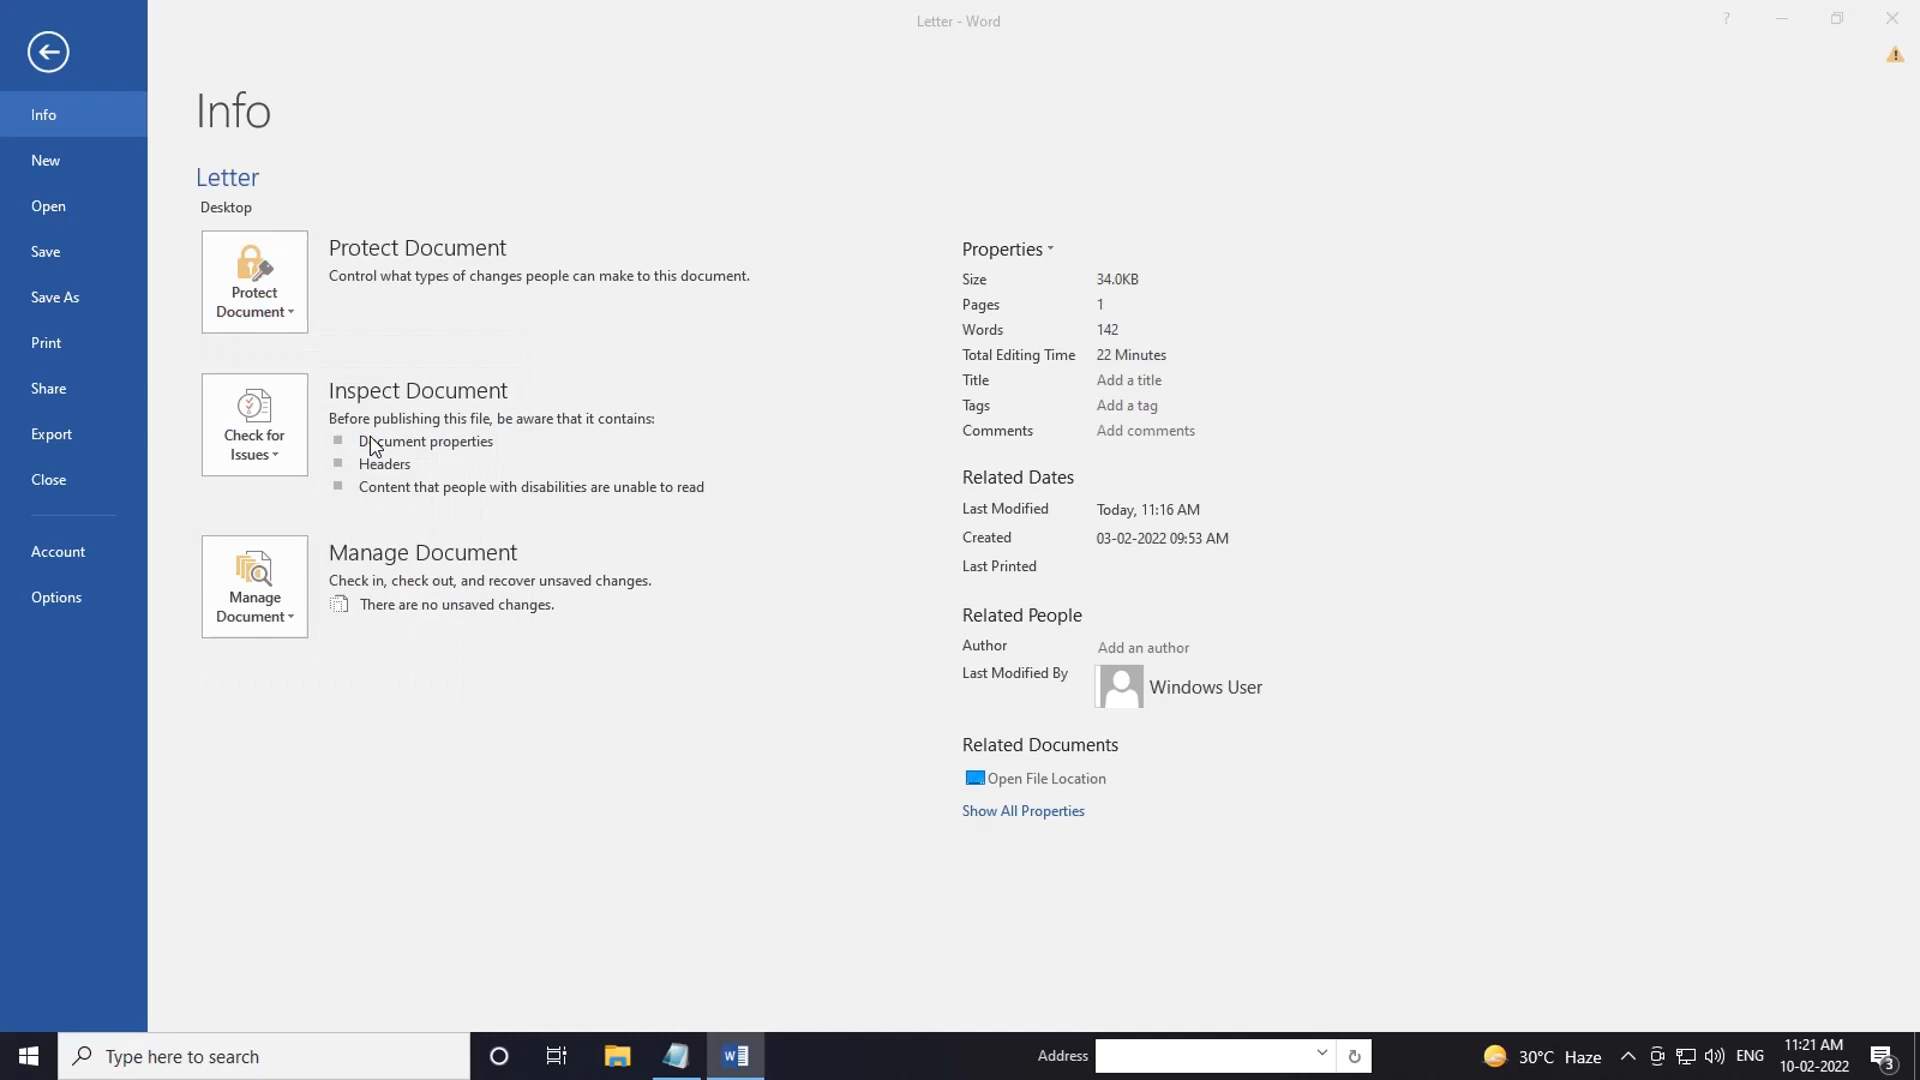 Letter - Word
?
Info
New
Open
Save
Save As
Print
Share
Export
Close
Account
Options
Info
Letter
Desktop
Protect Document
Protect Document
Control what types of changes people can make to this document.
Check for Issues
Inspect Document
Before publishing this file, be aware that it contains:
Document properties
Headers
Content that people with disabilities are unable to read
Manage Document
Manage Document
Check in, check out, and recover unsaved changes.
There are no unsaved changes.
Properties
Size 34.0KB
Pages 1
Words 142
Total Editing Time 22 Minutes
Title Add a title
Tags Add a tag
Comments Add comments
Related Dates
Last Modified Today, 11:16 AM
Created 03-02-2022 09:53 AM
Last Printed
Related People
Author Add an author
Last Modified By Windows User
Related Documents
Open File Location
Show All Properties
Type here to search
W
Address
30°C Haze
ENG
11:21 AM
10-02-2022
3